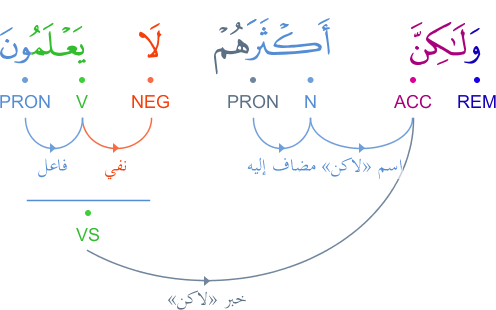 وَلَـٰكِنَّ أَكْثَرَهُمْ لَا يَعْلَمُونَ
REM ACC N PRON NEG V PRON
اسم «لاكن» مضاف إليه نفي فاعل
VS
خبر «لاكن»